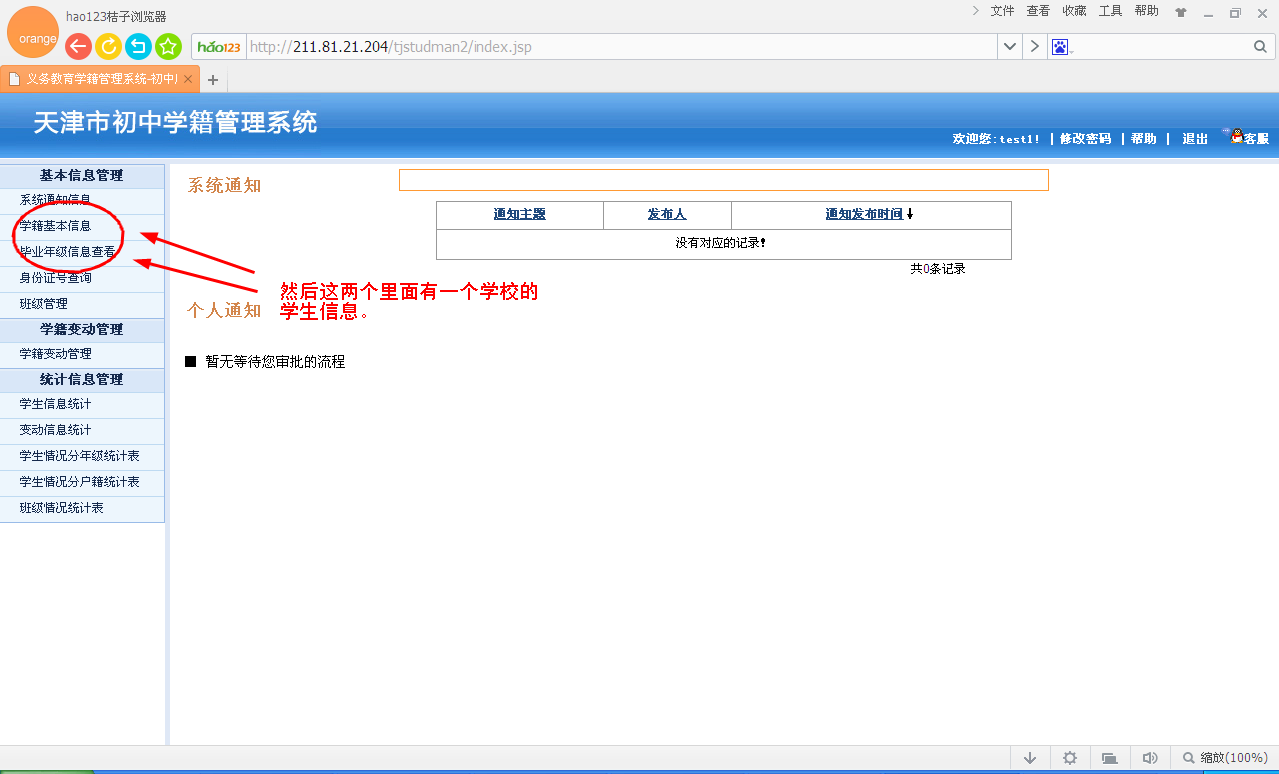 hao123桔子浏览器
文件 查看 收藏 工具 帮助
orange
hao123 http://211.81.21.204/tjstudman2/index.jsp
义务教育学籍管理系统-初中
天津市初中学籍管理系统
欢迎您:test1! | 修改密码 | 帮助 | 退出 客服
基本信息管理
系统通知信息
学籍基本信息
毕业年级信息查看
身份证号查询
班级管理
学籍变动管理
学籍变动管理
统计信息管理
学生信息统计
变动信息统计
学生情况分年级统计表
学生情况分户籍统计表
班级情况统计表
系统通知
通知主题 发布人 通知发布时间↓
没有对应的记录!
共0条记录
然后这两个里面有一个学校的
学生信息。
个人通知
■ 暂无等待您审批的流程
缩放(100%)